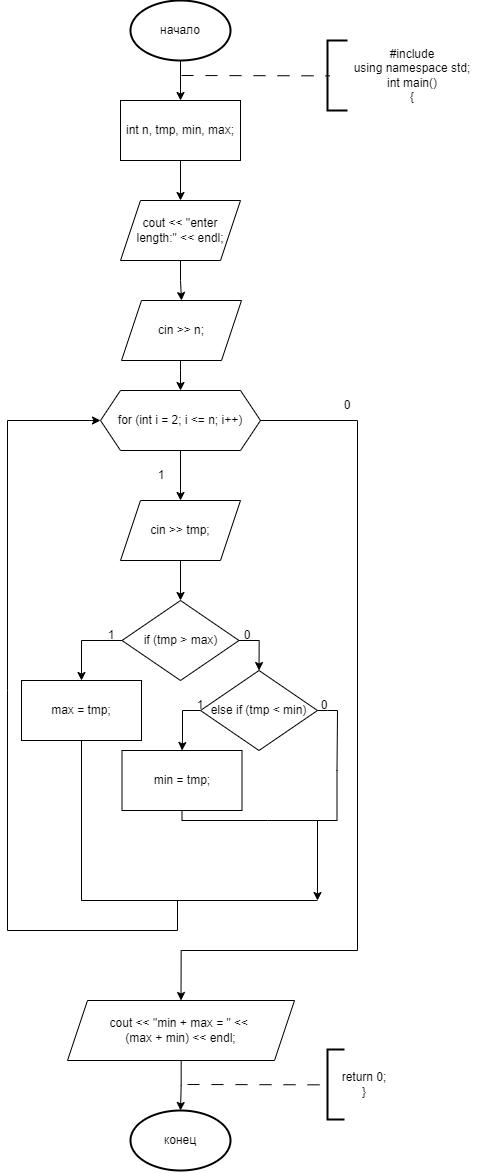 начало
#include
using namespace std;
int main()
{
int n, tmp, min, max;
cout << "enter
length:" << endl;
cin >> n;
for (int i = 2; i <= n; i++)
0
1
cin >> tmp;
if (tmp > max)
1
0
max = tmp;
else if (tmp < min)
1
0
min = tmp;
cout << "min + max = " <<
(max + min) << endl;
return 0;
}
конец